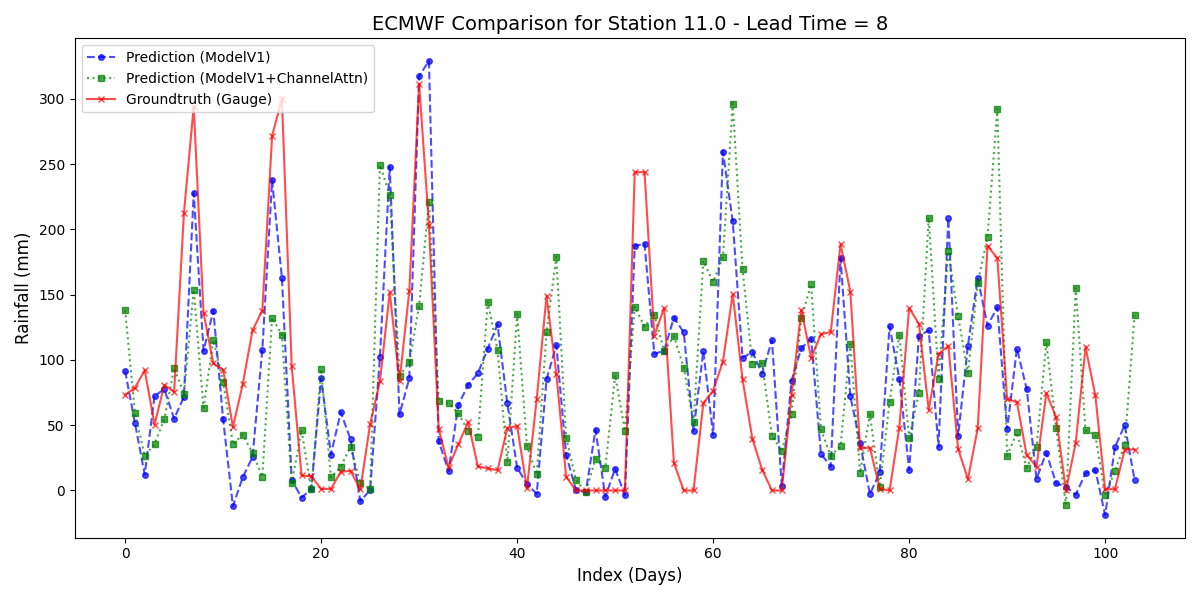 ECMWF Comparison for Station 11.0 - Lead Time = 8
Prediction (ModelV1)
Prediction (ModelV1+ChannelAttn)
Groundtruth (Gauge)
Rainfall (mm)
300
250
200
150
100
50
0
0 20 40 60 80 100
Index (Days)